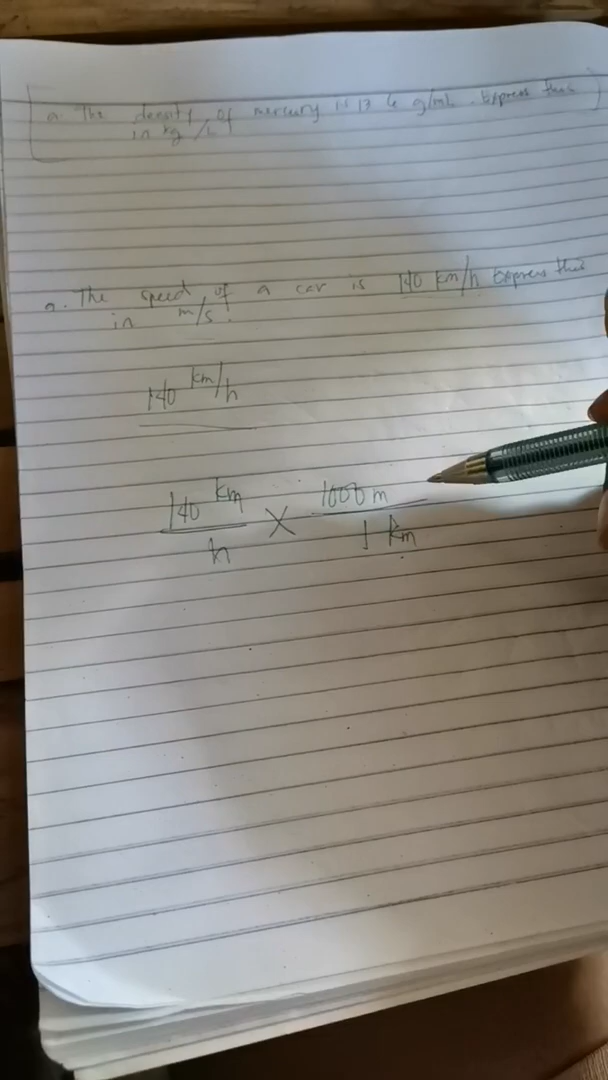 a. The density of mercury is 13.6 g/mL. Express this
in kg/L
a. The speed of a car is 140 km/h Express this
in m/s.
140 km/h
140 km / h X 1000 m / 1 km